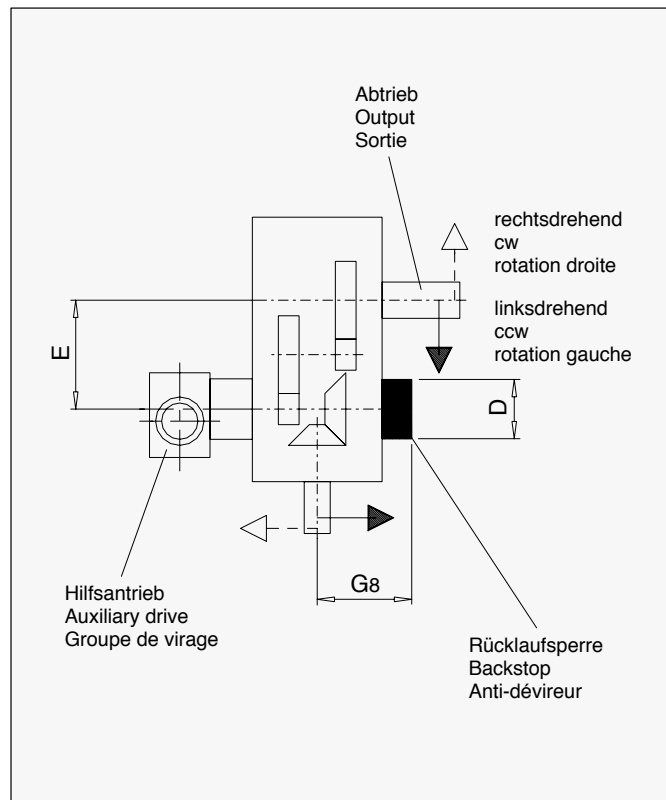 Abtrieb
Output
Sortie
rechtsdrehend
cw
rotation droite
linksdrehend
ccw
rotation gauche
E
D
G8
Hilfsantrieb
Auxiliary drive
Groupe de virage
Rücklaufsperre
Backstop
Anti-dévireur